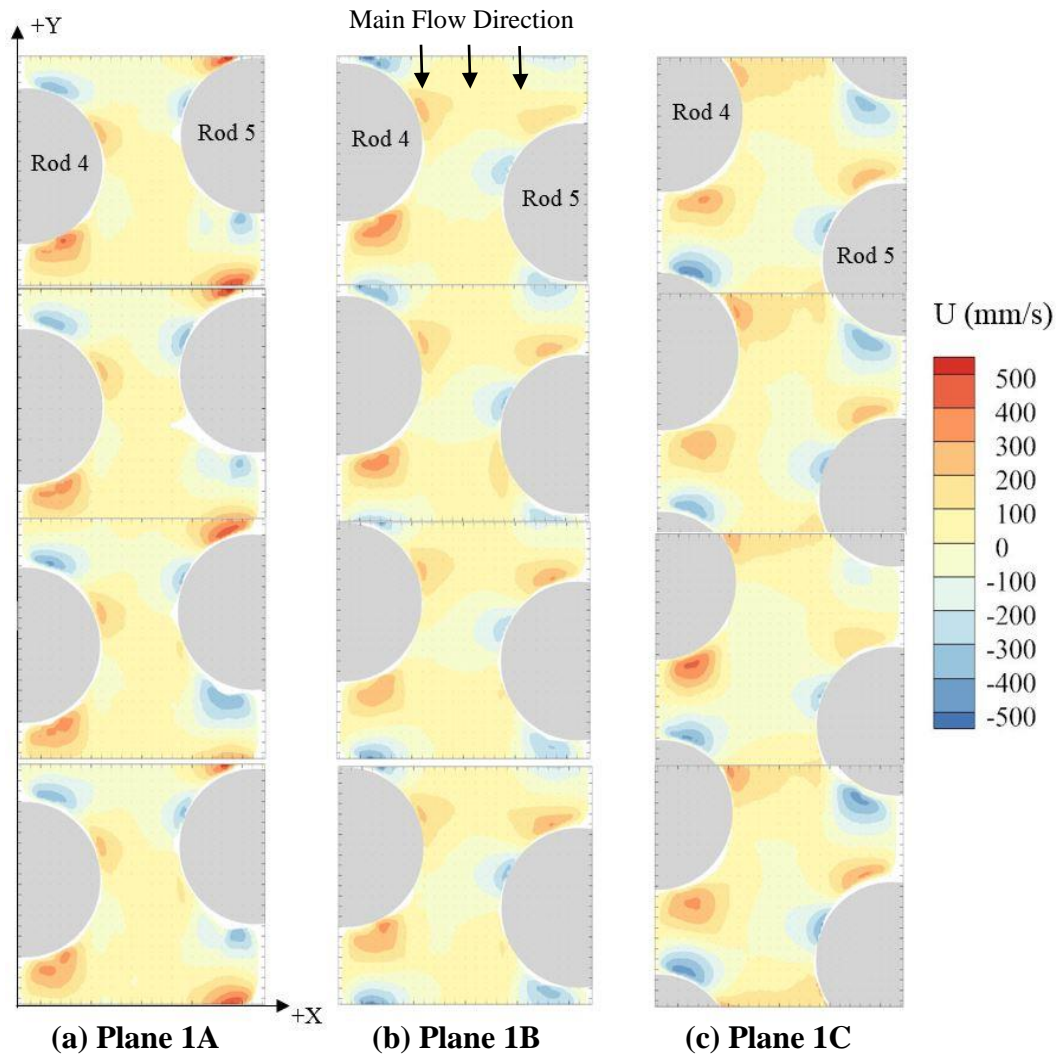 +Y
Main Flow Direction
Rod 4
Rod 5
Rod 4
Rod 5
Rod 4
Rod 5
U (mm/s)
500
400
300
200
100
0
-100
-200
-300
-400
-500
+X
(a) Plane 1A
(b) Plane 1B
(c) Plane 1C